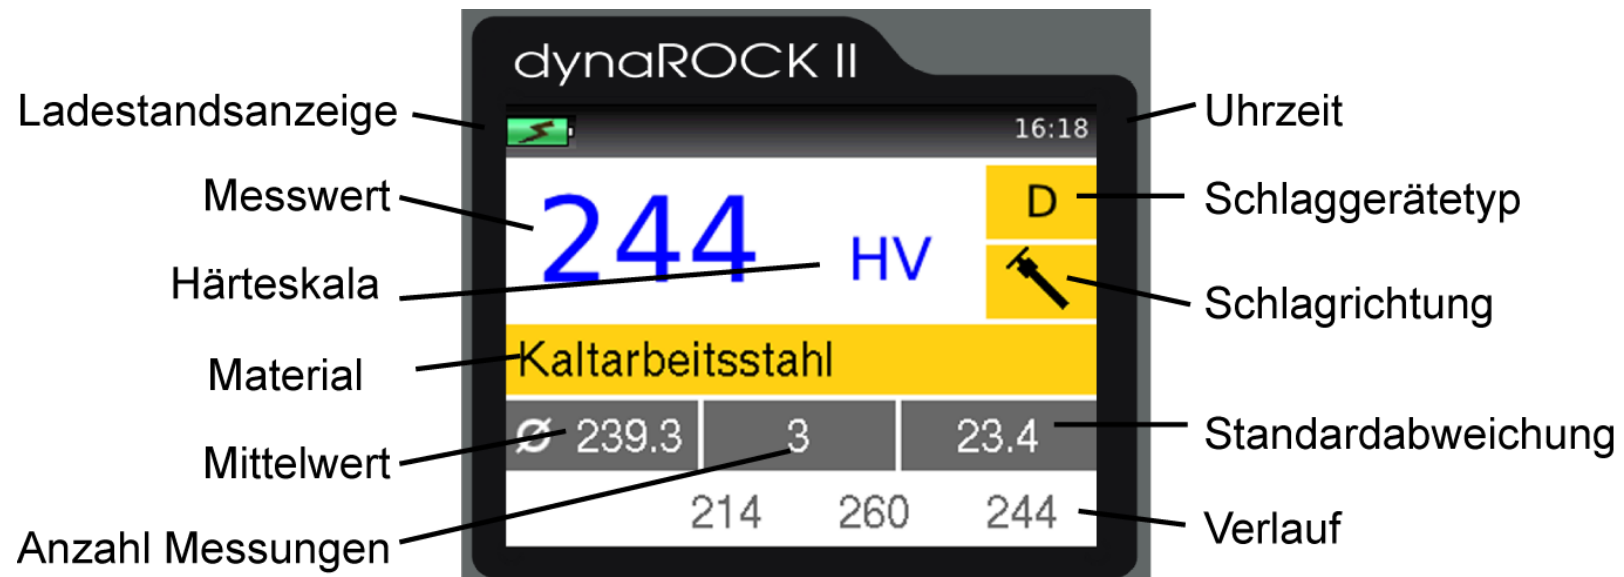 dynaROCK II
Ladestandsanzeige
16:18
Uhrzeit
Messwert
244
HV
D
Schlaggerätetyp
Härteskala
Schlagrichtung
Material
Kaltarbeitsstahl
Mittelwert
Ø 239.3
3
23.4
Standardabweichung
Anzahl Messungen
214 260 244
Verlauf